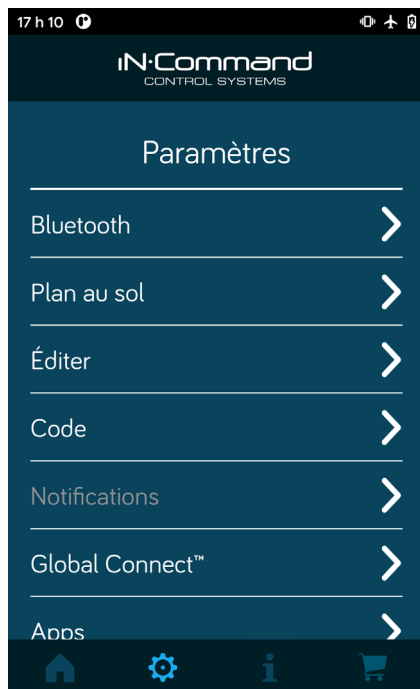 17 h 10
iN·Command
CONTROL SYSTEMS
Paramètres
Bluetooth
Plan au sol
Éditer
Code
Notifications
Global Connect™
Apps